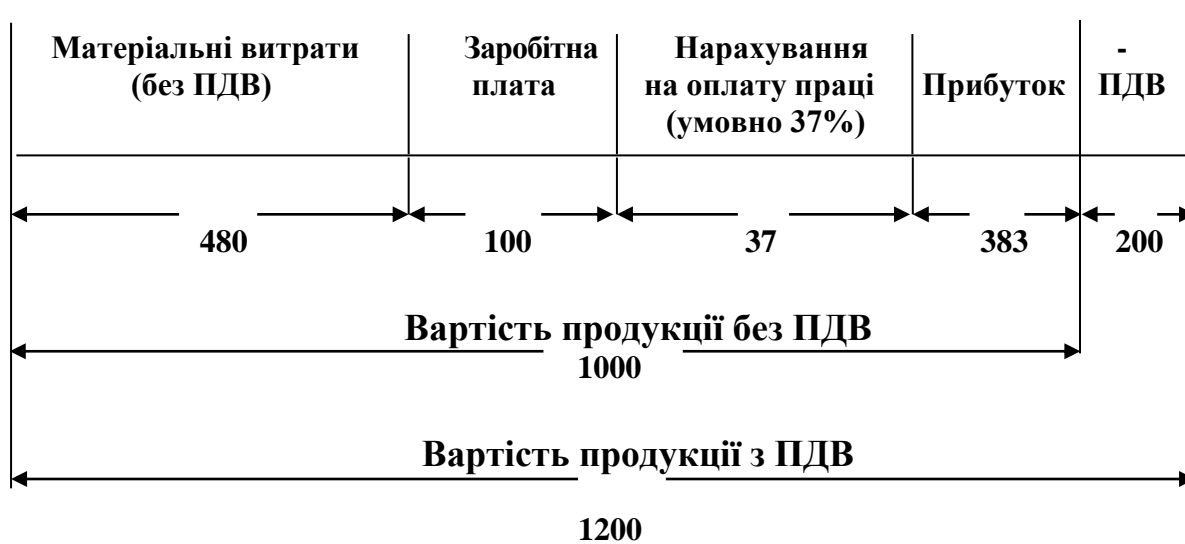 Матеріальні витрати Заробітна Нарахування -
(без ПДВ) плата на оплату праці Прибуток ПДВ
(умовно 37%)
480 100 37 383 200
Вартість продукції без ПДВ
1000
Вартість продукції з ПДВ
1200